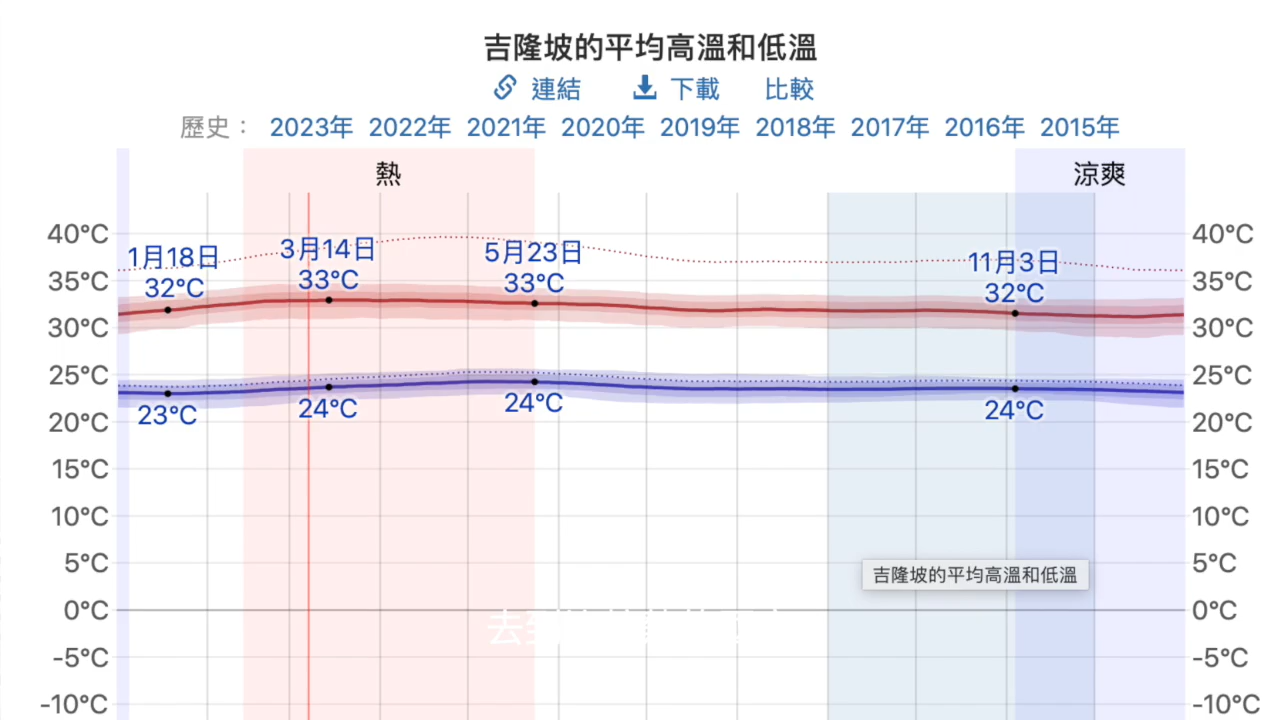 吉隆坡的平均高溫和低溫
連結 下載 比較
歷史： 2023年 2022年 2021年 2020年 2019年 2018年 2017年 2016年 2015年
熱 涼爽
40°C 40°C
1月18日 3月14日 5月23日 11月3日
35°C 32°C 33°C 33°C 32°C 35°C
30°C 30°C
25°C 25°C
23°C 24°C 24°C 24°C
20°C 20°C
15°C 15°C
10°C 10°C
5°C 5°C
吉隆坡的平均高溫和低溫
0°C 0°C
去
-5°C -5°C
-10°C -10°C